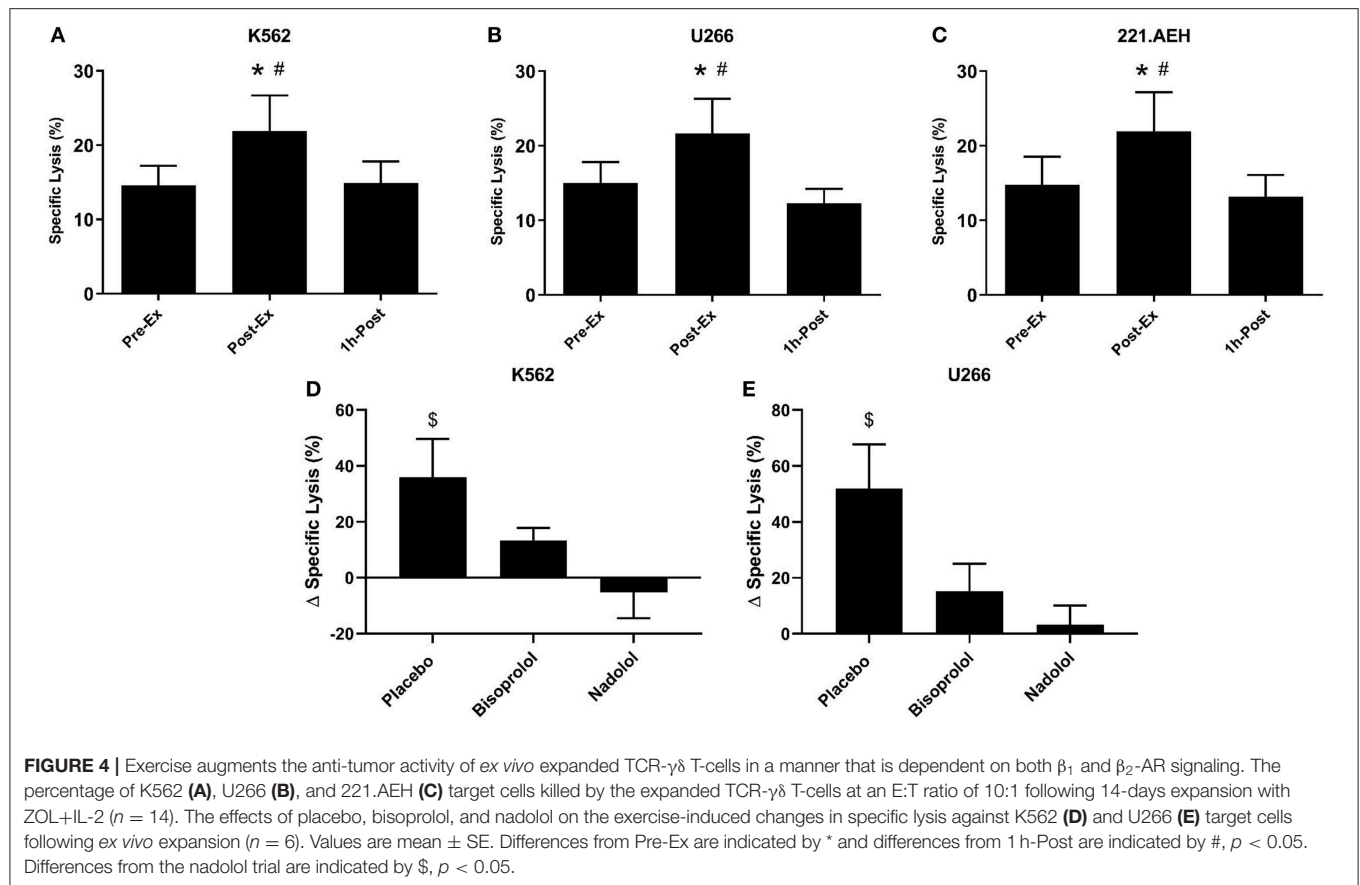 A
K562
* #
Specific Lysis (%)
30
20
10
0
Pre-Ex
Post-Ex
1h-Post
B
U266
* #
Specific Lysis (%)
30
20
10
0
Pre-Ex
Post-Ex
1h-Post
C
221.AEH
* #
Specific Lysis (%)
30
20
10
0
Pre-Ex
Post-Ex
1h-Post
D
K562
$
Δ Specific Lysis (%)
60
40
20
0
-20
Placebo
Bisoprolol
Nadolol
E
U266
$
Δ Specific Lysis (%)
80
60
40
20
0
Placebo
Bisoprolol
Nadolol
FIGURE 4 | Exercise augments the anti-tumor activity of ex vivo expanded TCR-γδ T-cells in a manner that is dependent on both β₁ and β₂-AR signaling. The
percentage of K562 (A), U266 (B), and 221.AEH (C) target cells killed by the expanded TCR-γδ T-cells at an E:T ratio of 10:1 following 14-days expansion with
ZOL+IL-2 (n = 14). The effects of placebo, bisoprolol, and nadolol on the exercise-induced changes in specific lysis against K562 (D) and U266 (E) target cells
following ex vivo expansion (n = 6). Values are mean ± SE. Differences from Pre-Ex are indicated by * and differences from 1 h-Post are indicated by #, p < 0.05.
Differences from the nadolol trial are indicated by $, p < 0.05.